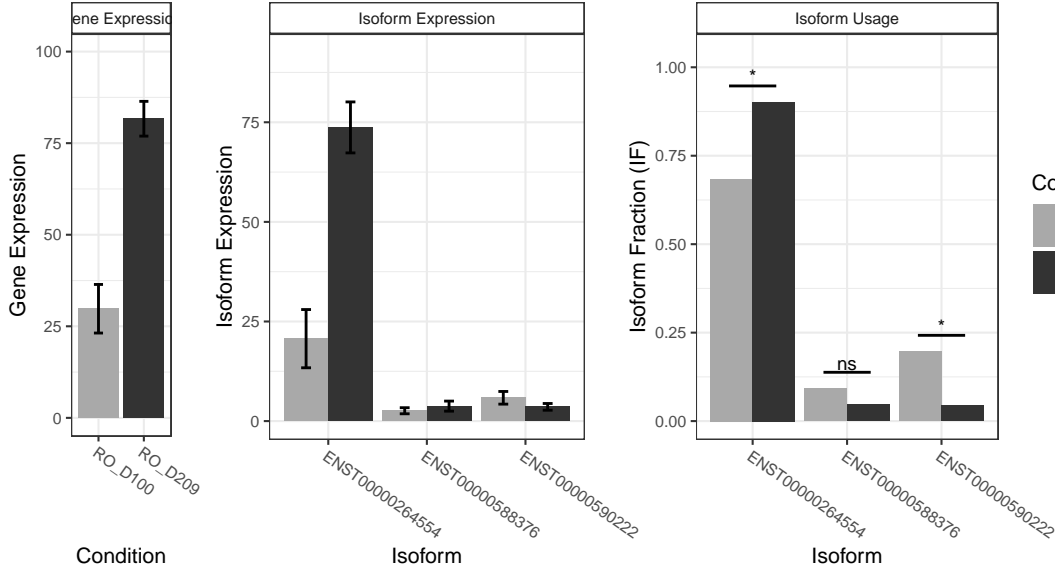 ene Expressio
Isoform Expression
Isoform Usage
Gene Expression
100
75
50
25
0
RO_D100
RO_D209
Condition
Isoform Expression
75
50
25
0
ENST00000264554
ENST00000588376
ENST00000590222
Isoform
Isoform Fraction (IF)
1.00
0.75
0.50
0.25
0.00
*
ns
*
ENST00000264554
ENST00000588376
ENST00000590222
Isoform
Co